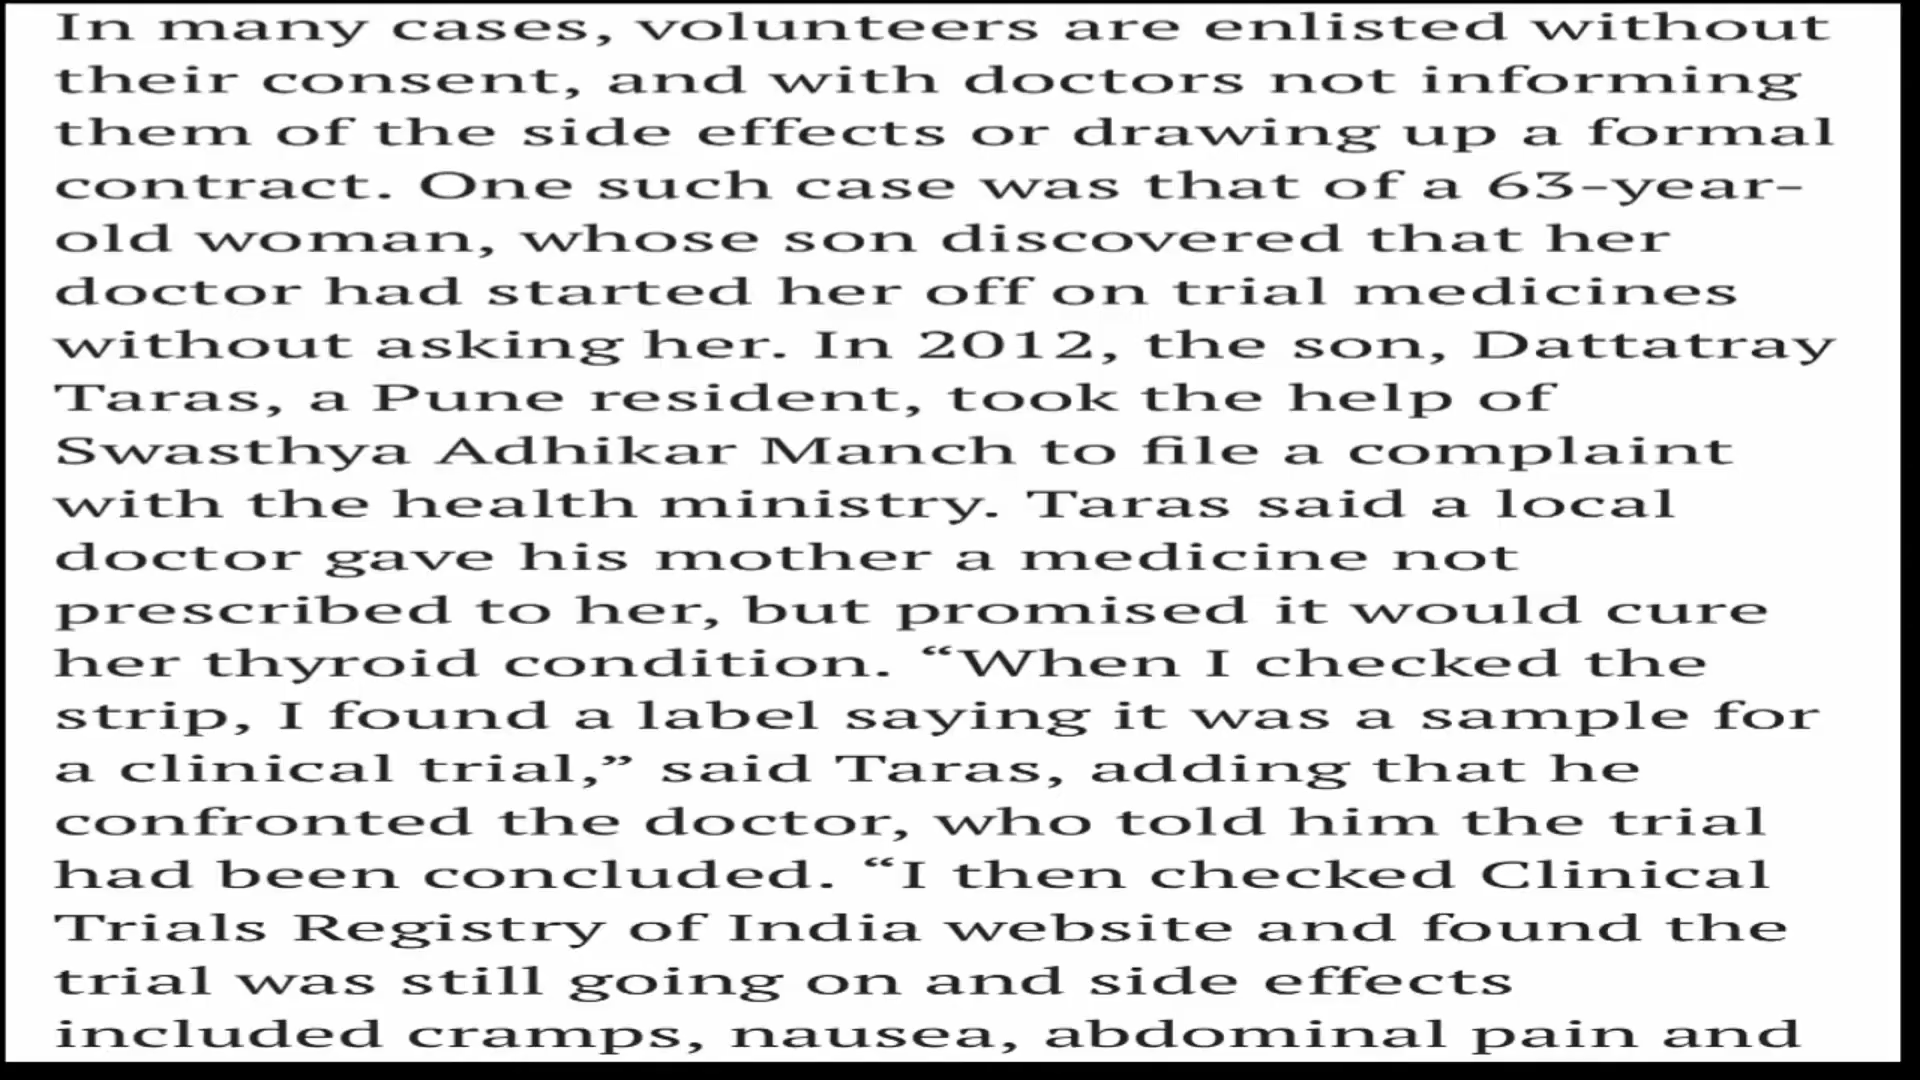 In many cases, volunteers are enlisted without
their consent, and with doctors not informing
them of the side effects or drawing up a formal
contract. One such case was that of a 63-year-
old woman, whose son discovered that her
doctor had started her off on trial medicines
without asking her. In 2012, the son, Dattatray
Taras, a Pune resident, took the help of
Swasthya Adhikar Manch to file a complaint
with the health ministry. Taras said a local
doctor gave his mother a medicine not
prescribed to her, but promised it would cure
her thyroid condition. “When I checked the
strip, I found a label saying it was a sample for
a clinical trial,” said Taras, adding that he
confronted the doctor, who told him the trial
had been concluded. “I then checked Clinical
Trials Registry of India website and found the
trial was still going on and side effects
included cramps, nausea, abdominal pain and